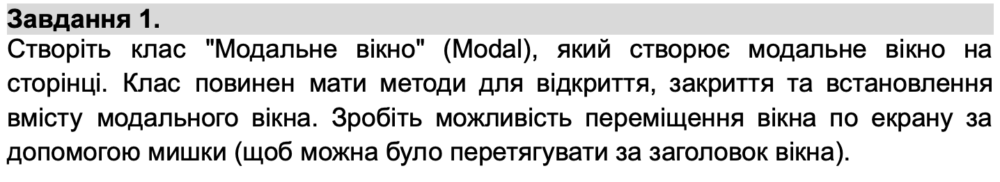 Завдання 1.
Створіть клас "Модальне вікно" (Modal), який створює модальне вікно на
сторінці. Клас повинен мати методи для відкриття, закриття та встановлення
вмісту модального вікна. Зробіть можливість переміщення вікна по екрану за
допомогою мишки (щоб можна було перетягувати за заголовок вікна).